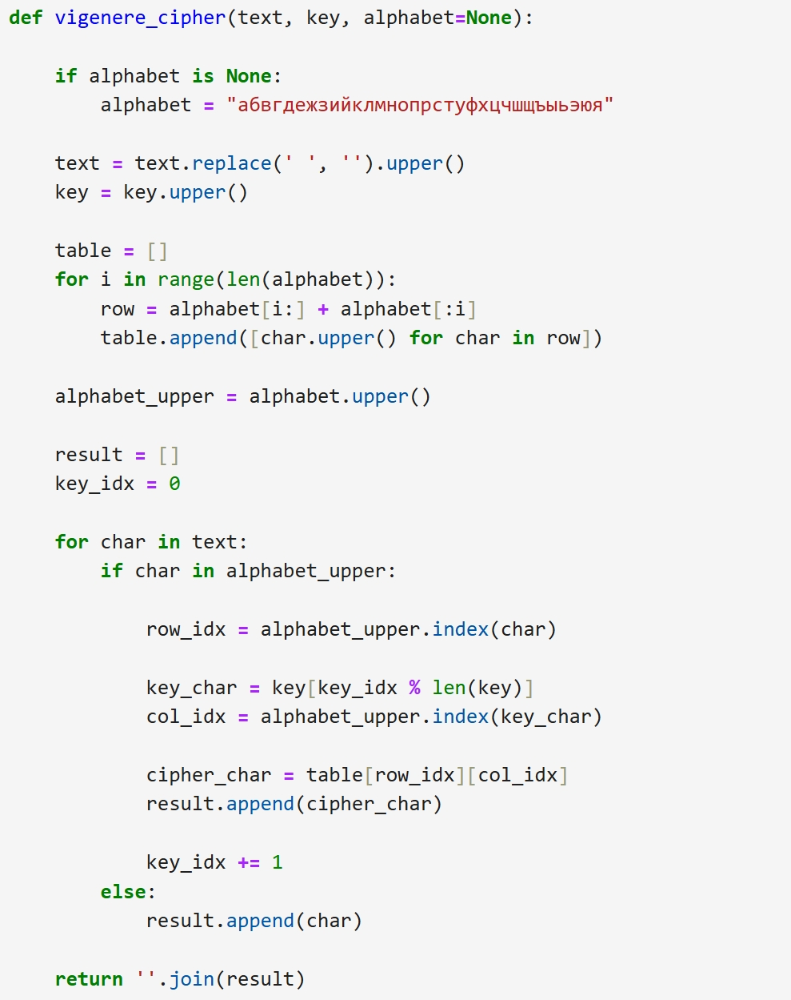 def vigenere_cipher(text, key, alphabet=None):
    if alphabet is None:
        alphabet = "абвгдежзийклмнопрстуфхцчшщъыьэюя"
    text = text.replace(' ', '').upper()
    key = key.upper()
    table = []
    for i in range(len(alphabet)):
        row = alphabet[i:] + alphabet[:i]
        table.append([char.upper() for char in row])
    alphabet_upper = alphabet.upper()
    result = []
    key_idx = 0
    for char in text:
        if char in alphabet_upper:
            row_idx = alphabet_upper.index(char)
            key_char = key[key_idx % len(key)]
            col_idx = alphabet_upper.index(key_char)
            cipher_char = table[row_idx][col_idx]
            result.append(cipher_char)
            key_idx += 1
        else:
            result.append(char)
    return ''.join(result)